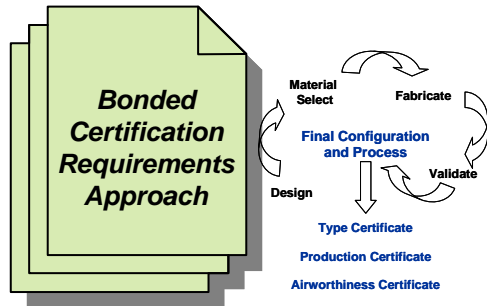 Bonded
Certification
Requirements
Approach
Material
Select
Fabricate
Final Configuration
and Process
Validate
Design
Type Certificate
Production Certificate
Airworthiness Certificate